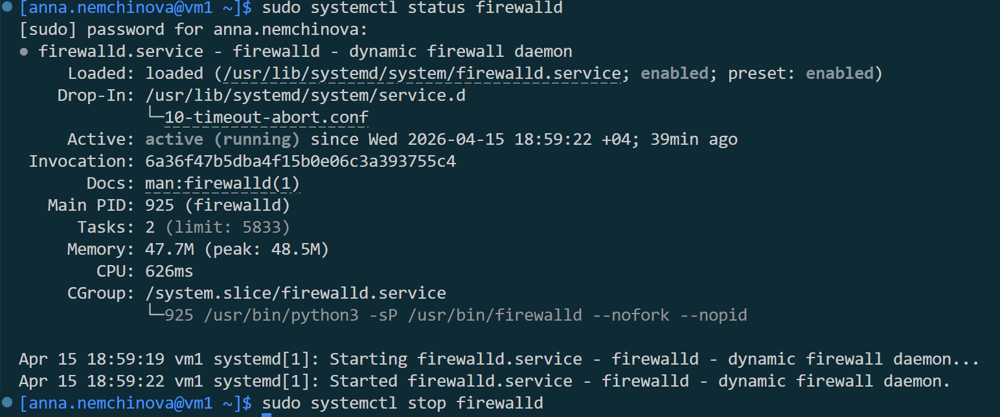 [anna.nemchinova@vm1 ~]$ sudo systemctl status firewalld
[sudo] password for anna.nemchinova:
● firewalld.service - firewalld - dynamic firewall daemon
     Loaded: loaded (/usr/lib/systemd/system/firewalld.service; enabled; preset: enabled)
    Drop-In: /usr/lib/systemd/system/service.d
             └─10-timeout-abort.conf
     Active: active (running) since Wed 2026-04-15 18:59:22 +04; 39min ago
 Invocation: 6a36f47b5dba4f15b0e06c3a393755c4
       Docs: man:firewalld(1)
   Main PID: 925 (firewalld)
      Tasks: 2 (limit: 5833)
     Memory: 47.7M (peak: 48.5M)
        CPU: 626ms
     CGroup: /system.slice/firewalld.service
             └─925 /usr/bin/python3 -sP /usr/bin/firewalld --nofork --nopid

Apr 15 18:59:19 vm1 systemd[1]: Starting firewalld.service - firewalld - dynamic firewall daemon...
Apr 15 18:59:22 vm1 systemd[1]: Started firewalld.service - firewalld - dynamic firewall daemon.
[anna.nemchinova@vm1 ~]$ sudo systemctl stop firewalld